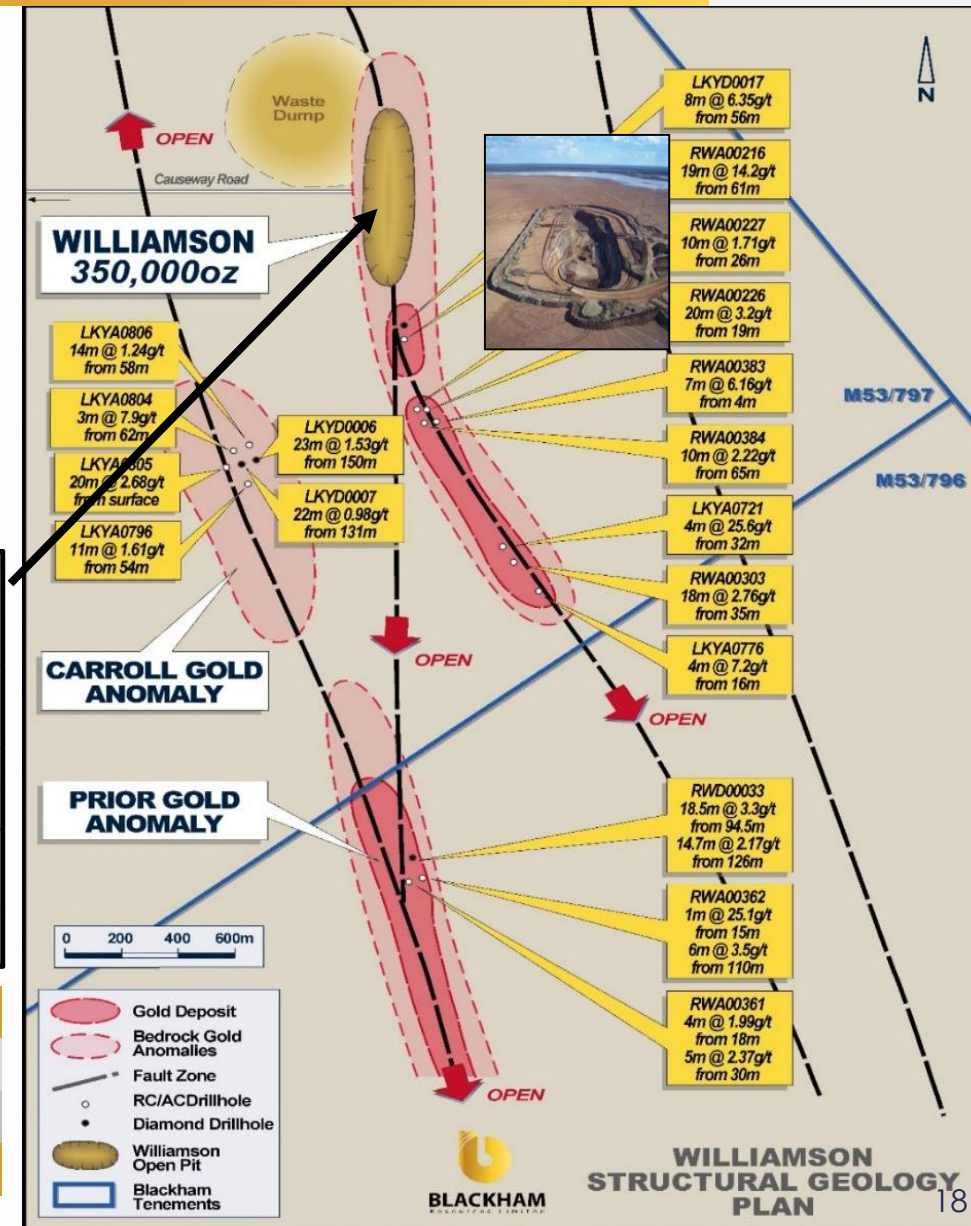 Waste
Dump
N
OPEN
Causeway Road
WILLIAMSON
350,000oz
LKYD0017
8m @ 6.35g/t
from 56m
RWA00216
19m @ 14.2g/t
from 61m
RWA00227
10m @ 1.71g/t
from 26m
RWA00226
20m @ 3.2g/t
from 19m
RWA00383
7m @ 6.16g/t
from 4m
RWA00384
10m @ 2.22g/t
from 65m
LKYA0721
4m @ 25.6g/t
from 32m
RWA00303
18m @ 2.76g/t
from 35m
LKYA0776
4m @ 7.2g/t
from 16m
M53/797
M53/796
LKYA0806
14m @ 1.24g/t
from 58m
LKYA0804
3m @ 7.9g/t
from 62m
LKYA0805
20m @ 2.68g/t
from surface
LKYA0796
11m @ 1.61g/t
from 54m
LKYD0006
23m @ 1.53g/t
from 150m
LKYD0007
22m @ 0.98g/t
from 131m
OPEN
OPEN
CARROLL GOLD
ANOMALY
PRIOR GOLD
ANOMALY
RWD00033
18.5m @ 3.3g/t
from 94.5m
14.7m @ 2.17g/t
from 126m
RWA00362
1m @ 25.1g/t
from 15m
6m @ 3.5g/t
from 110m
RWA00361
4m @ 1.99g/t
from 18m
5m @ 2.37g/t
from 30m
OPEN
0 200 400 600m
Gold Deposit
Bedrock Gold
Anomalies
Fault Zone
RC/ACDrillhole
Diamond Drillhole
Williamson
Open Pit
Blackham
Tenements
BLACKHAM
RESOURCES LIMITED
WILLIAMSON
STRUCTURAL GEOLOGY
PLAN
18